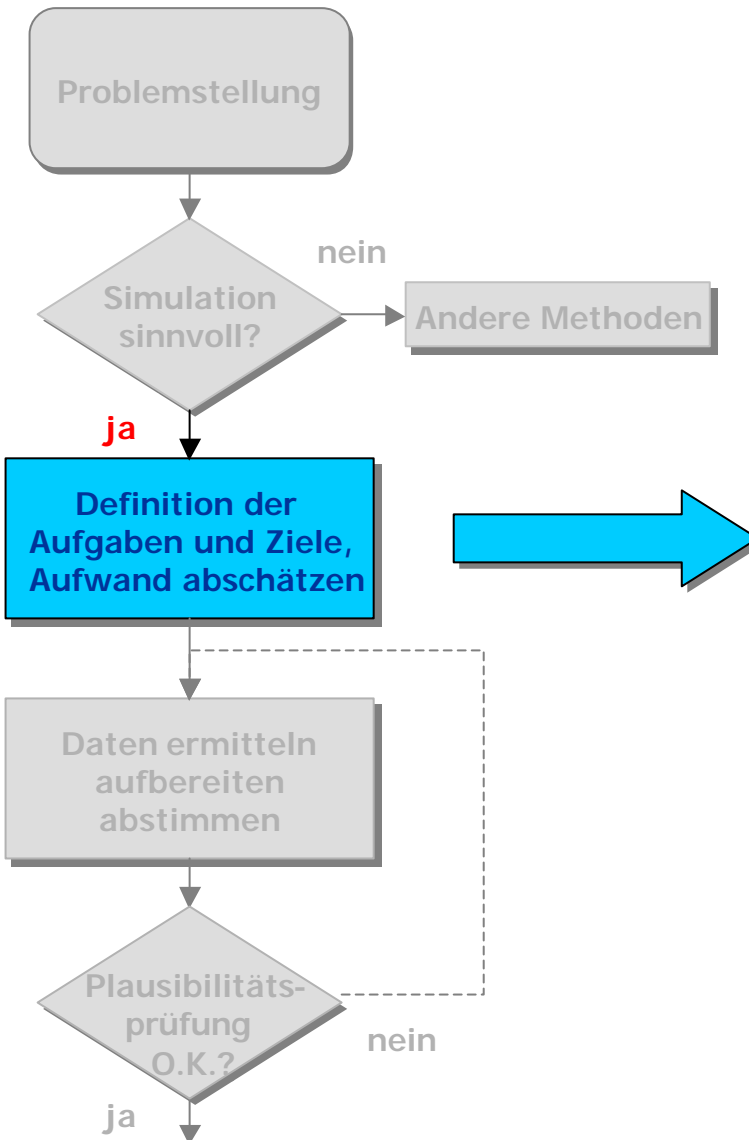 Problemstellung
nein
Simulation
sinnvoll?
Andere Methoden
ja
Definition der
Aufgaben und Ziele,
Aufwand abschätzen
Daten ermitteln
aufbereiten
abstimmen
Plausibilitäts-
prüfung
O.K.?
nein
ja